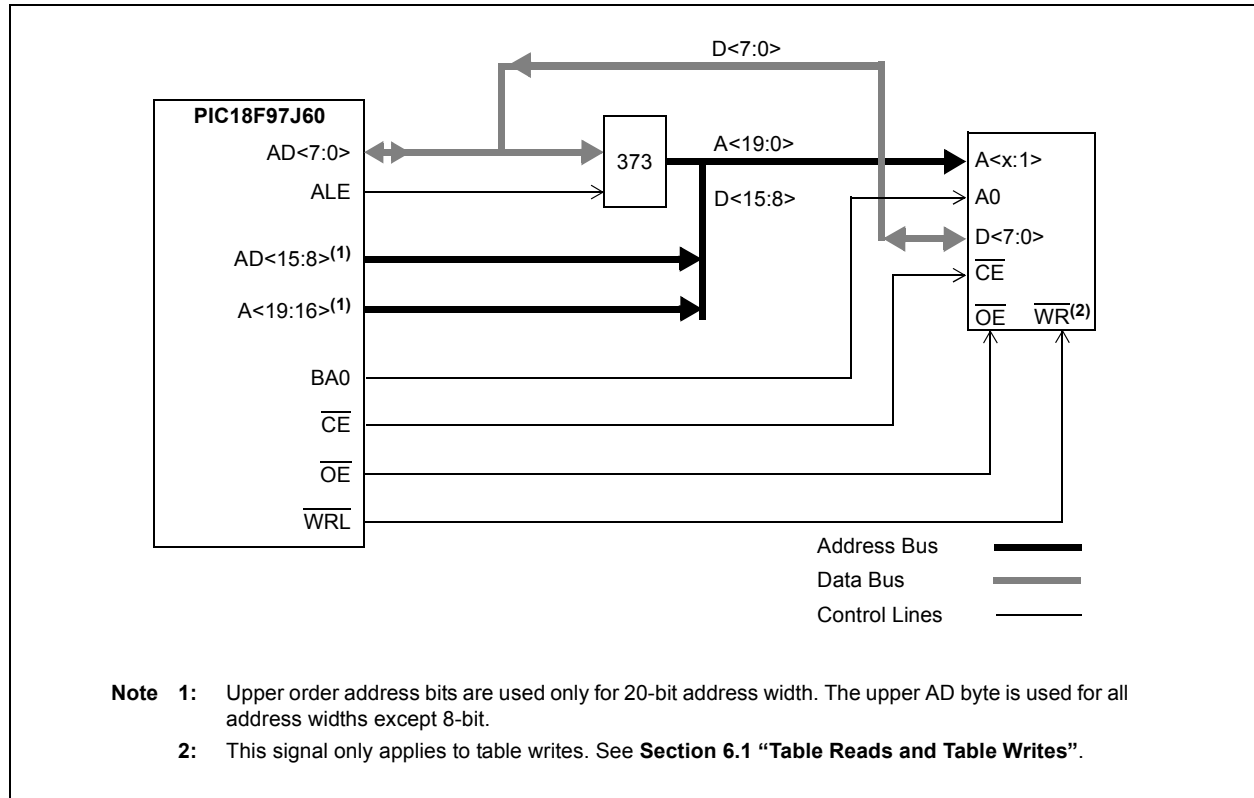 D<7:0>
PIC18F97J60
AD<7:0>
373
A<19:0>
A<x:1>
ALE
D<15:8>
A0
AD<15:8>(1)
D<7:0>
CE
A<19:16>(1)
OE WR(2)
BA0
CE
OE
WRL
Address Bus
Data Bus
Control Lines
Note 1: Upper order address bits are used only for 20-bit address width. The upper AD byte is used for all
address widths except 8-bit.
2: This signal only applies to table writes. See Section 6.1 “Table Reads and Table Writes”.